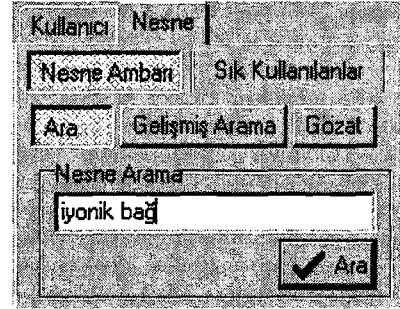 Kullanıcı Nesne
Nesne Ambarı Sık Kullanılanlar
Ara Gelişmiş Arama Gözat
Nesne Arama
iyonik bağ
Ara